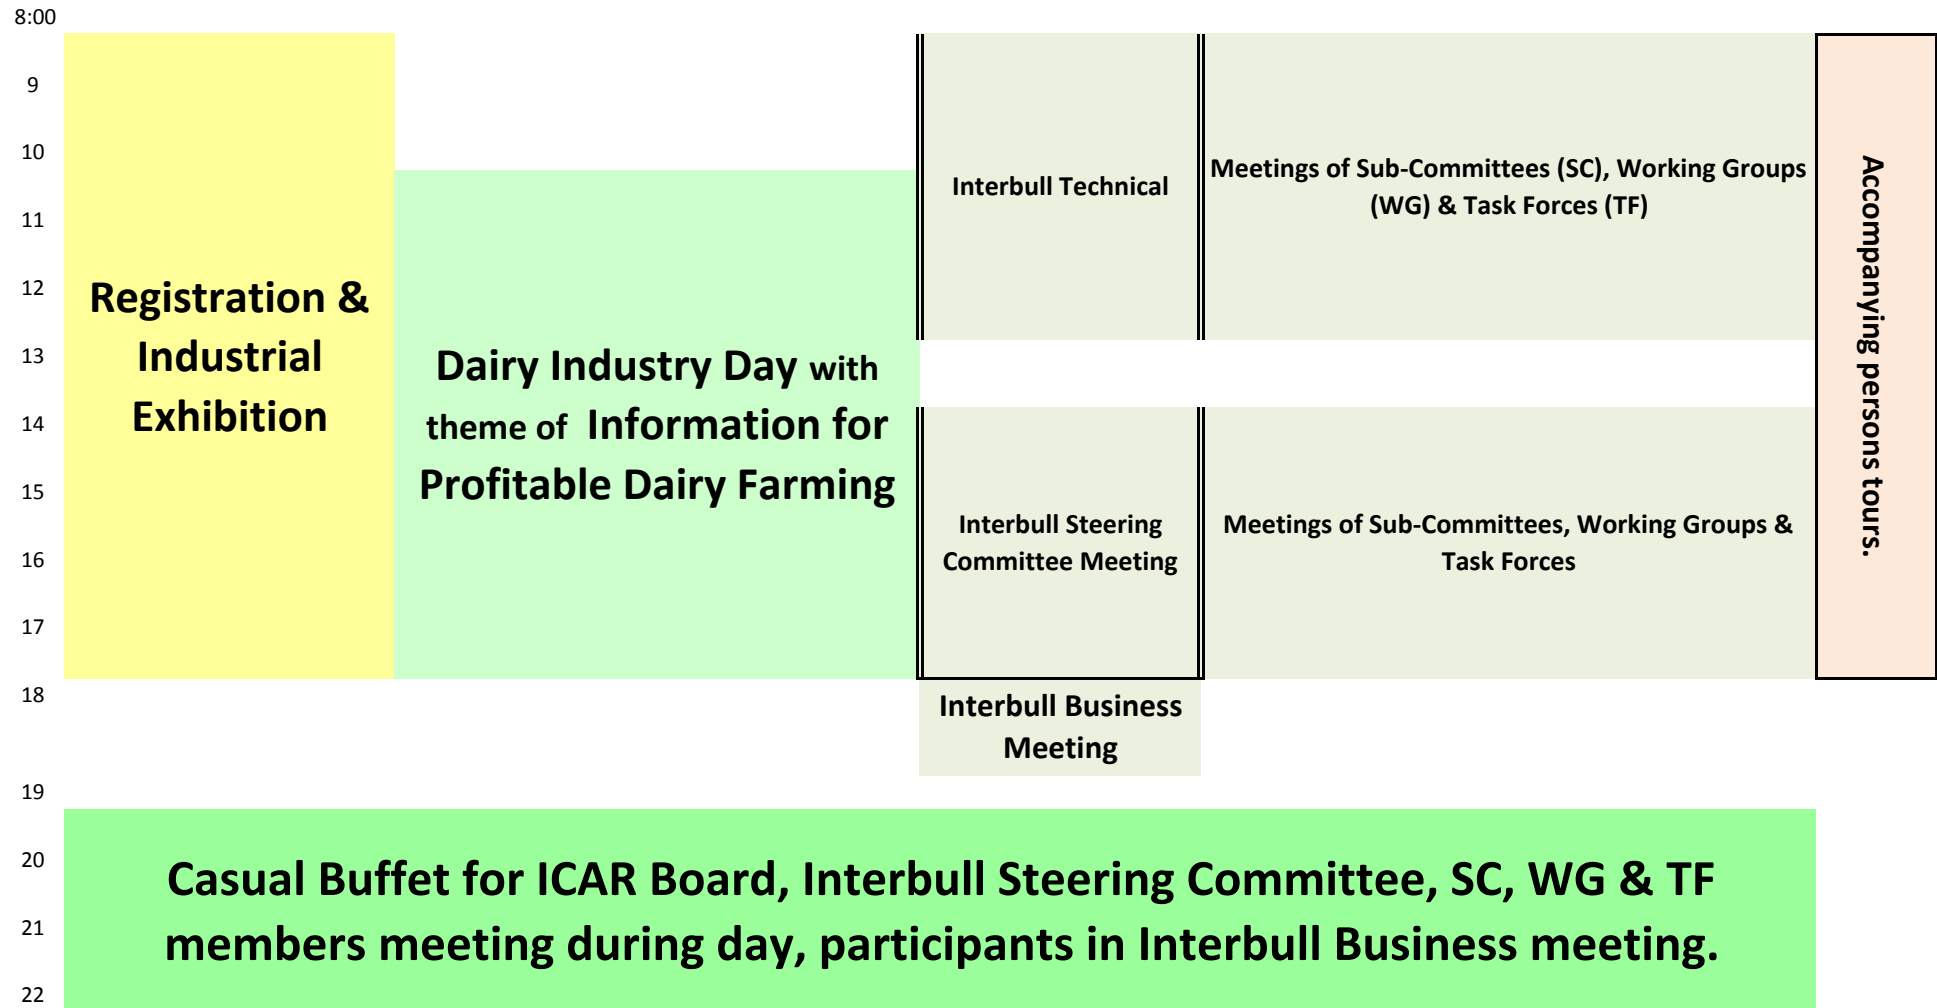 8:00
9
10
11
12
13
14
15
16
17
18
19
20
21
22
Registration &
Industrial
Exhibition
Dairy Industry Day with
theme of Information for
Profitable Dairy Farming
Interbull Technical
Meetings of Sub-Committees (SC), Working Groups
(WG) & Task Forces (TF)
Interbull Steering
Committee Meeting
Meetings of Sub-Committees, Working Groups &
Task Forces
Accompanying persons tours.
Interbull Business
Meeting
Casual Buffet for ICAR Board, Interbull Steering Committee, SC, WG & TF
members meeting during day, participants in Interbull Business meeting.